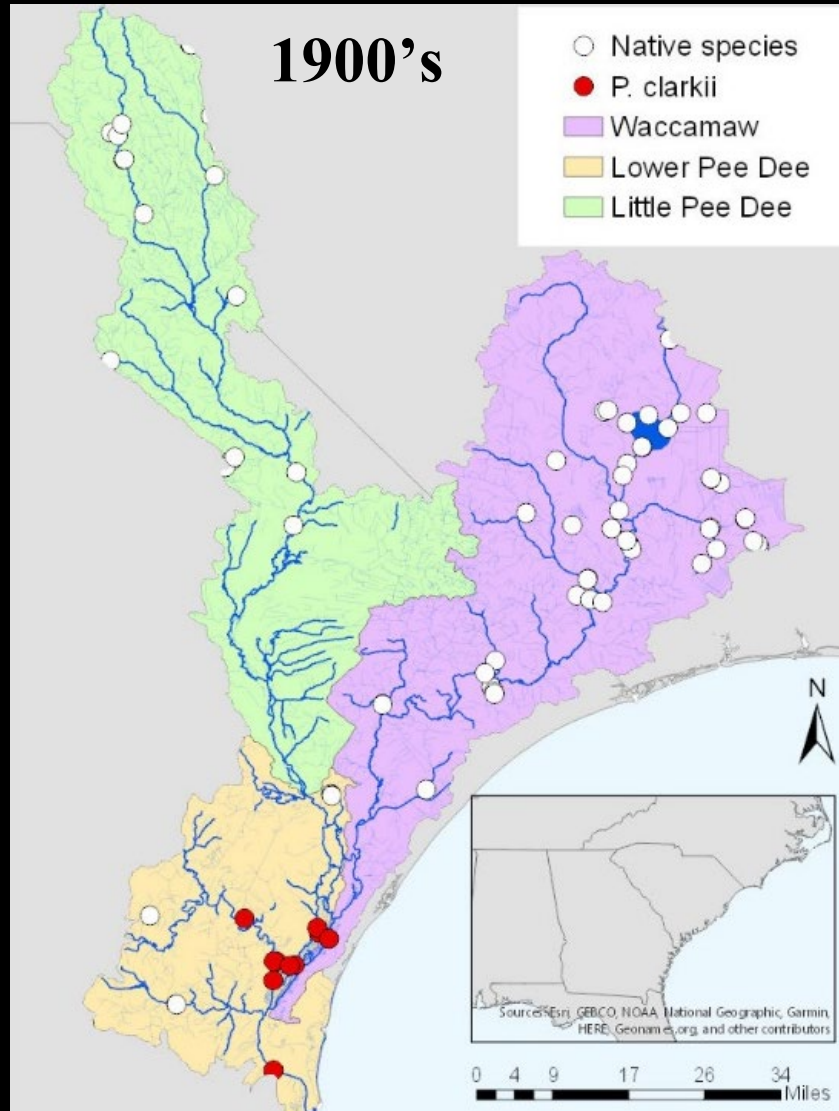 1900's
Native species
P. clarkii
Waccamaw
Lower Pee Dee
Little Pee Dee
N
Sources: Esri, GEBCO, NOAA, National Geographic, Garmin,
HERE, Geonames.org, and other contributors
0 4 9 17 26 34
Miles